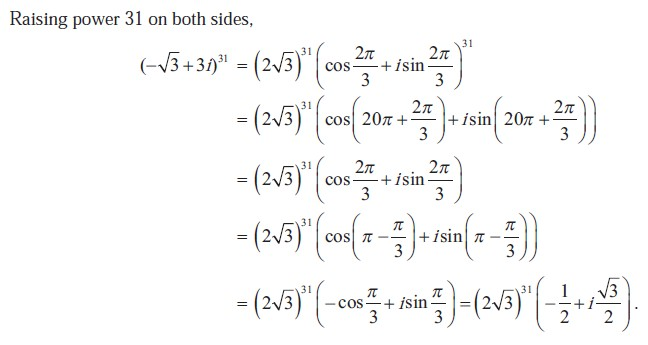 Raising power 31 on both sides,
(−√3+3i)³¹ = (2√3)³¹ (cos 2π/3 + i sin 2π/3)³¹
= (2√3)³¹ (cos(20π + 2π/3) + i sin(20π + 2π/3))
= (2√3)³¹ (cos 2π/3 + i sin 2π/3)
= (2√3)³¹ (cos(π − π/3) + i sin(π − π/3))
= (2√3)³¹ (−cos π/3 + i sin π/3) = (2√3)³¹ (−1/2 + i √3/2).